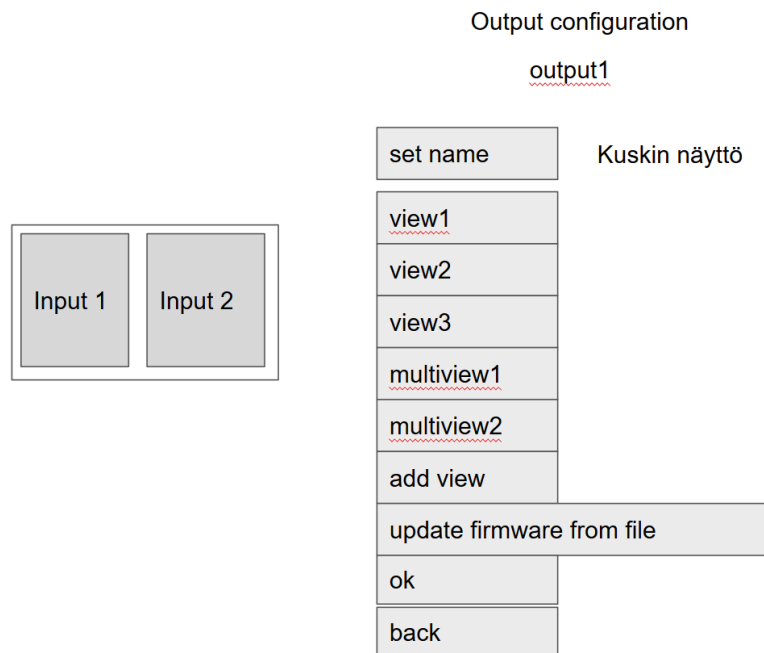 Output configuration
output1
set name
Kuskin näyttö
view1
view2
view3
multiview1
multiview2
add view
update firmware from file
ok
back
Input 1
Input 2